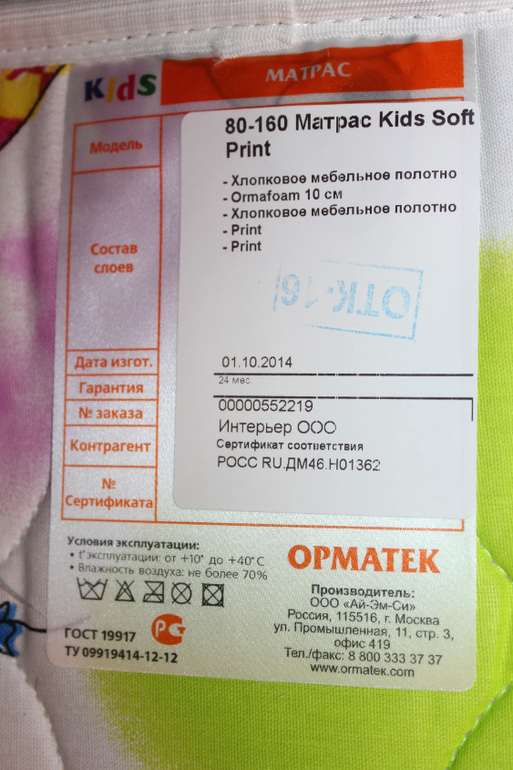 Kids
МАТРАС
Модель
80-160 Матрас Kids Soft
Print
Состав
слоев
- Хлопковое мебельное полотно
- Ormafoam 10 см
- Хлопковое мебельное полотно
- Print
- Print
ОТК-16
Дата изгот.
01.10.2014
Гарантия
24 мес.
№ заказа
00000552219
Контрагент
Интерьер ООО
№
Сертификата
Сертификат соответствия
РОСС RU.ДМ46.Н01362
Условия эксплуатации:
• t° эксплуатации: от +10° до +40°C
• Влажность воздуха: не более 70%
ГОСТ 19917
ТУ 09919414-12-12
РСТ
ОРМАТЕК
Производитель:
ООО «Ай-Эм-Си»
Россия, 115516, г. Москва
ул. Промышленная, 11, стр. 3,
офис 419
Тел./факс: 8 800 333 37 37
www.ormatek.com